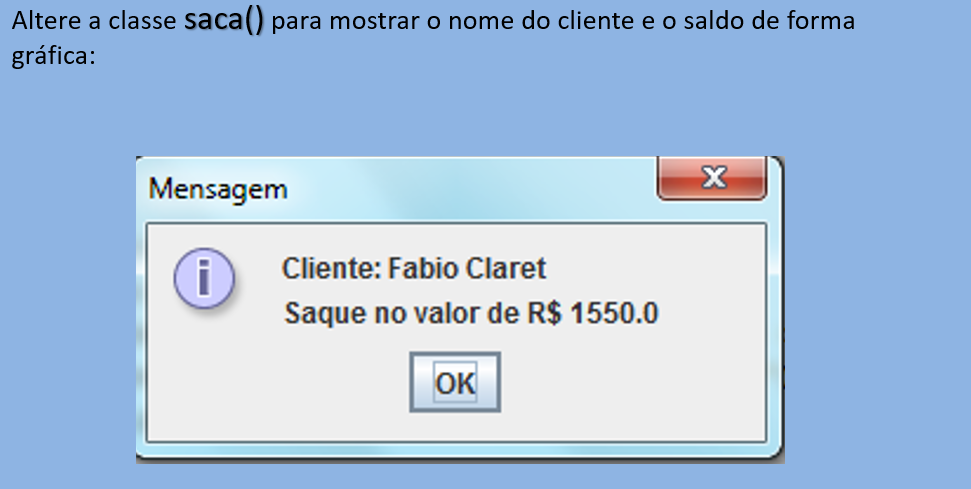 Altere a classe saca() para mostrar o nome do cliente e o saldo de forma
gráfica:
Mensagem
X
i
Cliente: Fabio Claret
Saque no valor de R$ 1550.0
OK